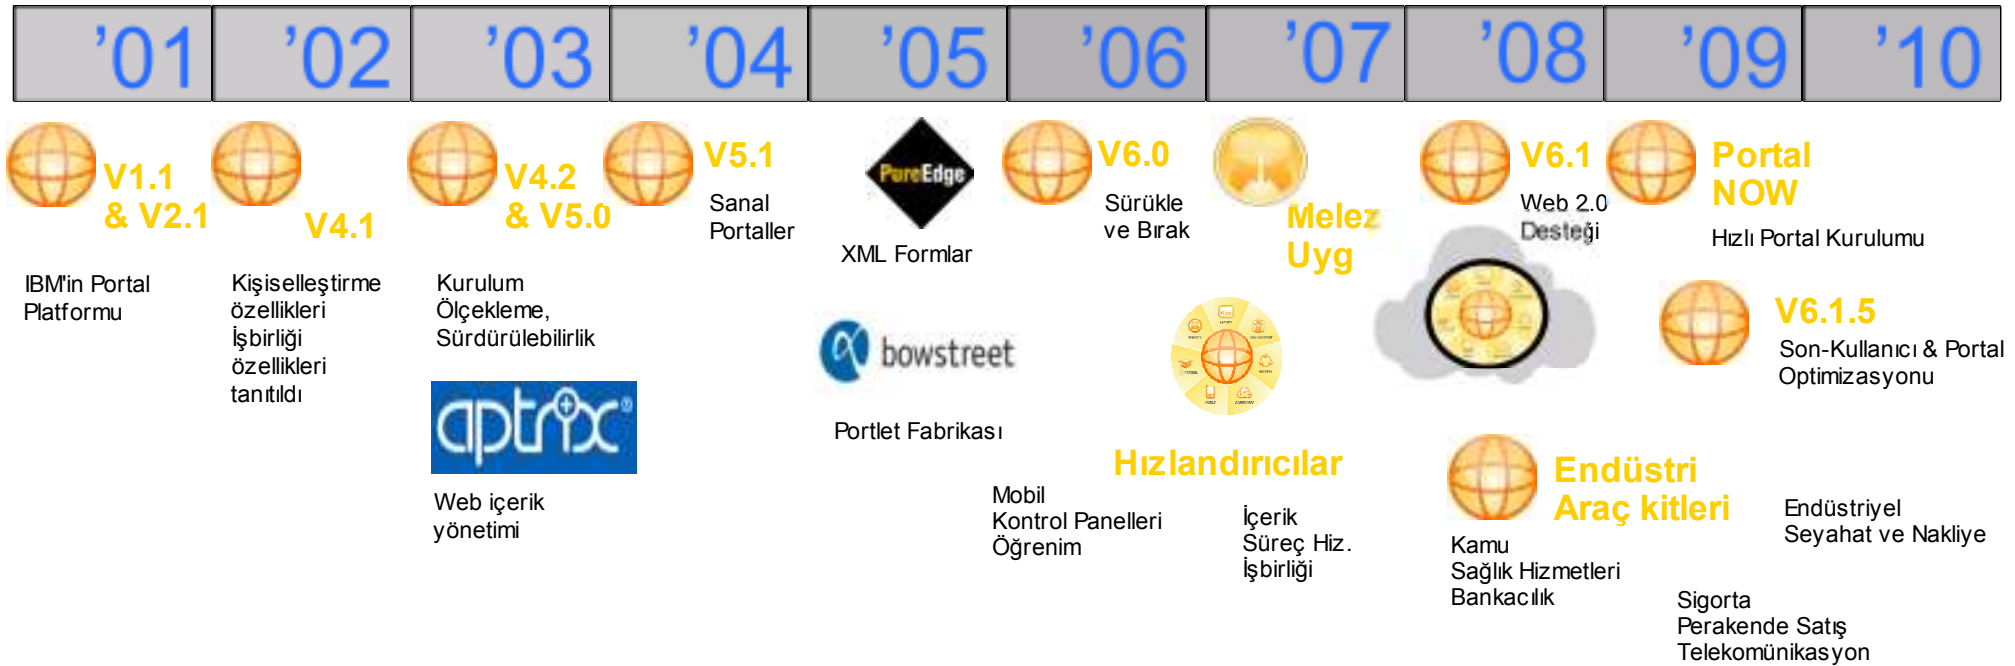 ’01 ’02 ’03 ’04 ’05 ’06 ’07 ’08 ’09 ’10
V1.1
& V2.1
IBM'in Portal
Platformu
V4.1
Kişiselleştirme
özellikleri
İşbirliği
özellikleri
tanıtıldı
V4.2
& V5.0
Kurulum
Ölçekleme,
Sürdürülebilirlik
aptrix®
Web içerik
yönetimi
V5.1
Sanal
Portaller
PureEdge
XML Formlar
bowstreet
Portlet Fabrikası
V6.0
Sürükle
ve Bırak
Melez
Uyg
Hızlandırıcılar
Mobil
Kontrol Panelleri
Öğrenim
İçerik
Süreç Hiz.
İşbirliği
V6.1
Web 2.0
Desteği
Endüstri
Araç kitleri
Kamu
Sağlık Hizmetleri
Bankacılık
Portal
NOW
Hızlı Portal Kurulumu
V6.1.5
Son-Kullanıcı & Portal
Optimizasyonu
Endüstriyel
Seyahat ve Nakliye
Sigorta
Perakende Satış
Telekomünikasyon